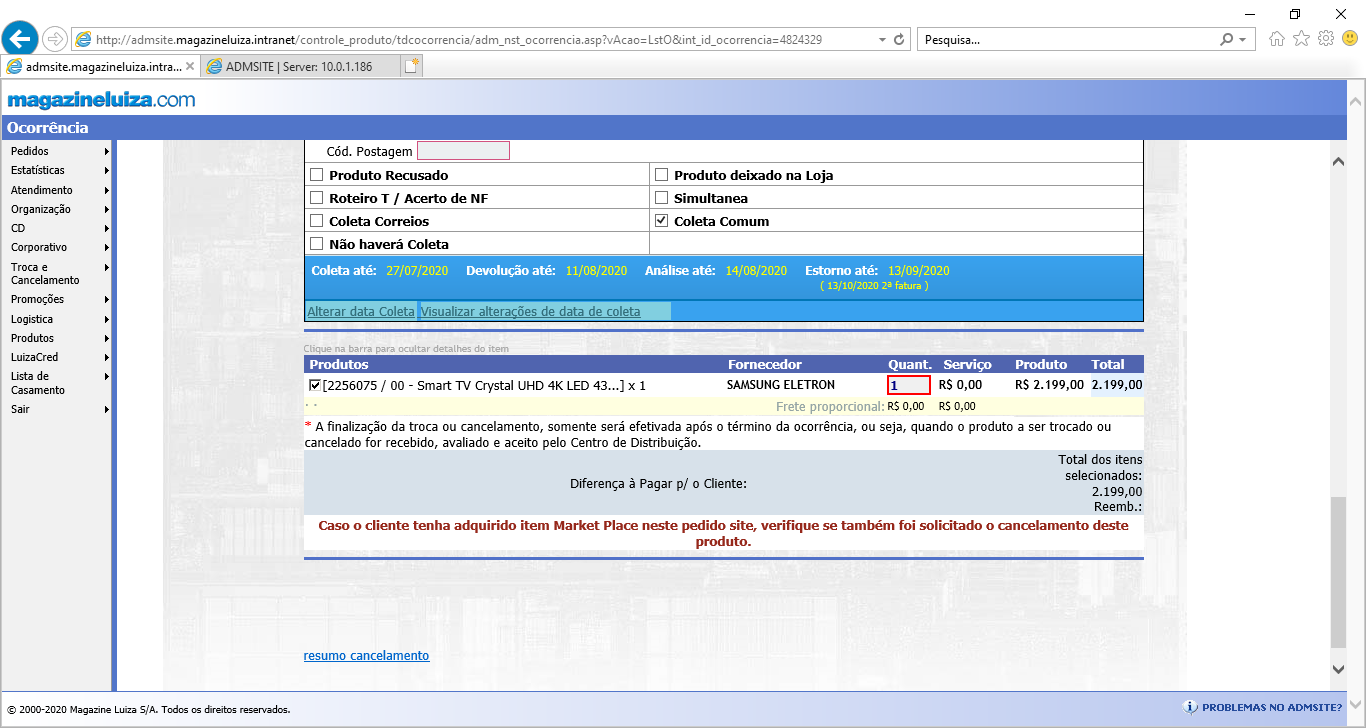 http://admsite.magazineluiza.intranet/controle_produto/tdcocorrencia/adm_nst_ocorrencia.asp?vAcao=LstO&int_id_ocorrencia=4824329
Pesquisa...
admsite.magazineluiza.intra...
ADMSITE | Server: 10.0.1.186
magazineluiza.com
Ocorrência
Pedidos
Estatísticas
Atendimento
Organização
CD
Corporativo
Troca e
Cancelamento
Promoções
Logistica
Produtos
LuizaCred
Lista de
Casamento
Sair
Cód. Postagem
Produto Recusado
Produto deixado na Loja
Roteiro T / Acerto de NF
Simultanea
Coleta Correios
Coleta Comum
Não haverá Coleta
Coleta até: 27/07/2020 Devolução até: 11/08/2020 Análise até: 14/08/2020 Estorno até: 13/09/2020
( 13/10/2020 2ª fatura )
Alterar data Coleta Visualizar alterações de data de coleta
Clique na barra para ocultar detalhes do item
Produtos Fornecedor Quant. Serviço Produto Total
[2256075 / 00 - Smart TV Crystal UHD 4K LED 43...] x 1 SAMSUNG ELETRON 1 R$ 0,00 R$ 2.199,00 2.199,00
- - Frete proporcional: R$ 0,00 R$ 0,00
* A finalização da troca ou cancelamento, somente será efetivada após o término da ocorrência, ou seja, quando o produto a ser trocado ou
cancelado for recebido, avaliado e aceito pelo Centro de Distribuição.
Diferença à Pagar p/ o Cliente:
Total dos itens
selecionados:
2.199,00
Reemb.:
Caso o cliente tenha adquirido item Market Place neste pedido site, verifique se também foi solicitado o cancelamento deste
produto.
resumo cancelamento
© 2000-2020 Magazine Luiza S/A. Todos os direitos reservados.
PROBLEMAS NO ADMSITE?